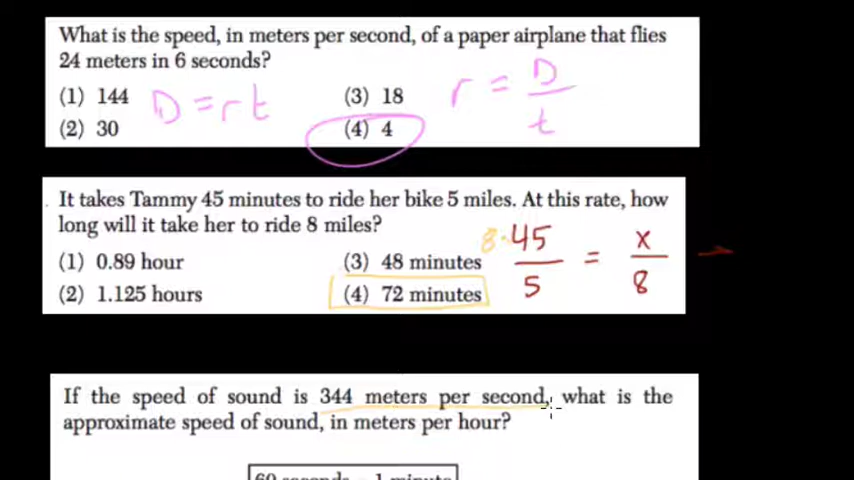 What is the speed, in meters per second, of a paper airplane that flies
24 meters in 6 seconds?
(1) 144
(3) 18
(2) 30
(4) 4
D = rt
r = D/t
It takes Tammy 45 minutes to ride her bike 5 miles. At this rate, how
long will it take her to ride 8 miles?
(1) 0.89 hour
(3) 48 minutes
(2) 1.125 hours
(4) 72 minutes
8·45/5 = x/8
If the speed of sound is 344 meters per second, what is the
approximate speed of sound, in meters per hour?
60 seconds = 1 minute